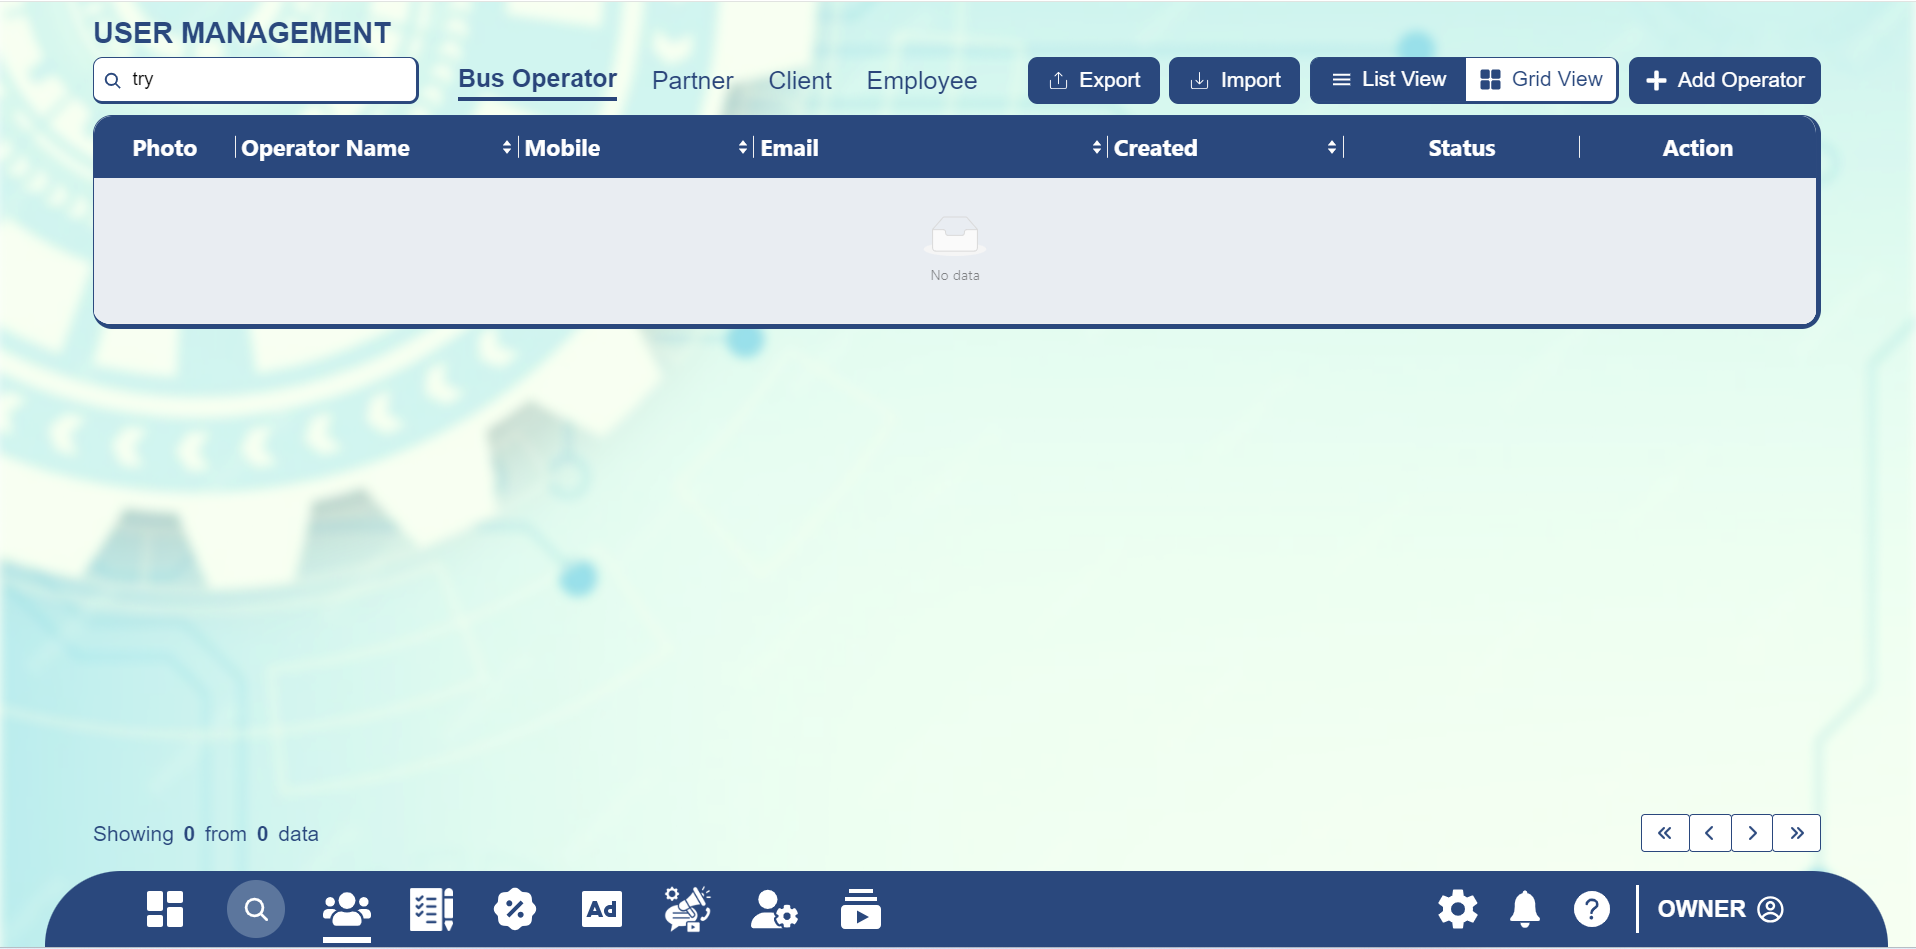 USER MANAGEMENT
try
Bus Operator Partner Client Employee
Export Import List View Grid View Add Operator
Photo Operator Name Mobile Email Created Status Action
No data
Showing 0 from 0 data
Ad
OWNER